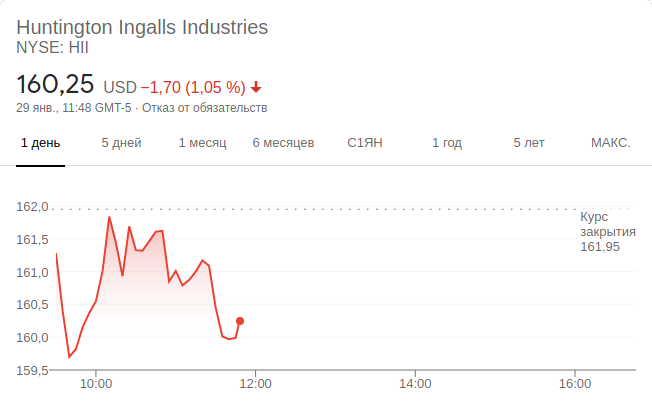 Huntington Ingalls Industries
NYSE: HII
160,25 USD −1,70 (1,05 %)
29 янв., 11:48 GMT-5 · Отказ от обязательств
1 день 5 дней 1 месяц 6 месяцев С1ЯН 1 год 5 лет МАКС.
162,0
Курс
закрытия
161,95
161,5
161,0
160,5
160,0
159,5
10:00 12:00 14:00 16:00